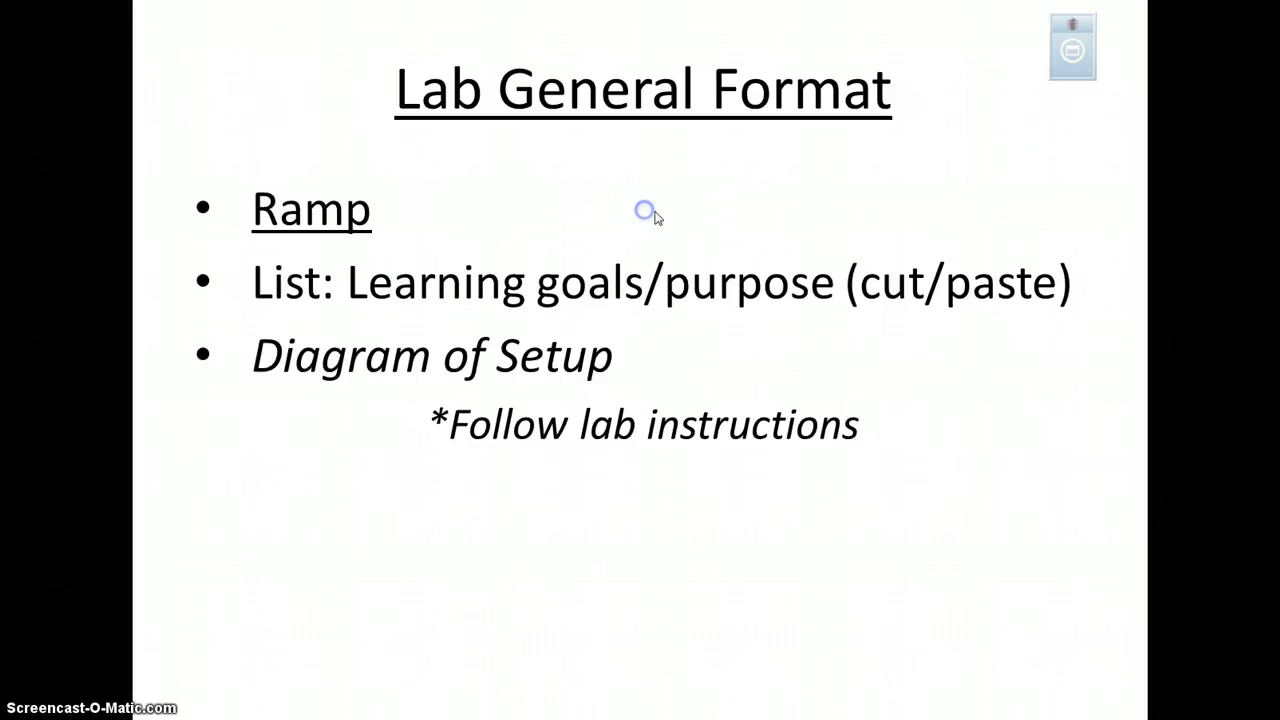 Lab General Format
• Ramp
• List: Learning goals/purpose (cut/paste)
• Diagram of Setup
*Follow lab instructions
Screencast-O-Matic.com